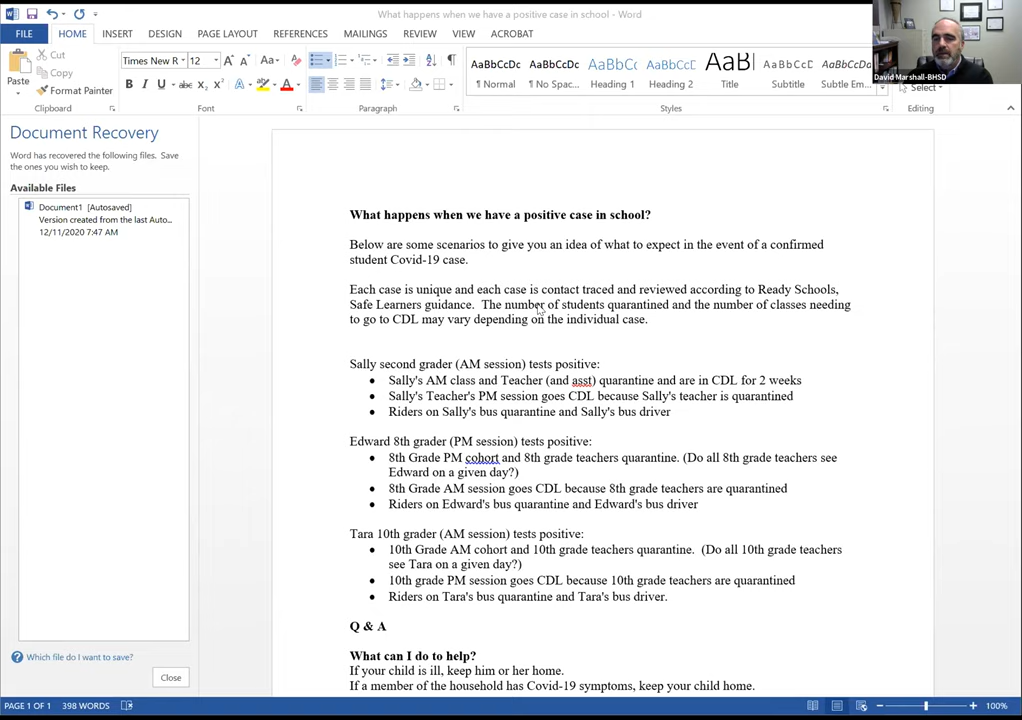 What happens when we have a positive case in school - Word
FILE HOME INSERT DESIGN PAGE LAYOUT REFERENCES MAILINGS REVIEW VIEW ACROBAT
David Marshall-BHSD
Paste
Cut
Copy
Format Painter
Clipboard
Times New R 12
Font
Paragraph
AaBbCcDc AaBbCcDc AaBbCc AaBbCc AaB AaBbCcD AaBbCcDc
¶ Normal ¶ No Spac... Heading 1 Heading 2 Title Subtitle Subtle Em...
Styles
Select
Editing
Document Recovery
Word has recovered the following files. Save
the ones you wish to keep.
Available Files
Document1 [Autosaved]
Version created from the last Auto...
12/11/2020 7:47 AM
Which file do I want to save?
Close
What happens when we have a positive case in school?
Below are some scenarios to give you an idea of what to expect in the event of a confirmed
student Covid-19 case.
Each case is unique and each case is contact traced and reviewed according to Ready Schools,
Safe Learners guidance. The number of students quarantined and the number of classes needing
to go to CDL may vary depending on the individual case.
Sally second grader (AM session) tests positive:
• Sally's AM class and Teacher (and asst) quarantine and are in CDL for 2 weeks
• Sally's Teacher's PM session goes CDL because Sally's teacher is quarantined
• Riders on Sally's bus quarantine and Sally's bus driver
Edward 8th grader (PM session) tests positive:
• 8th Grade PM cohort and 8th grade teachers quarantine. (Do all 8th grade teachers see
Edward on a given day?)
• 8th Grade AM session goes CDL because 8th grade teachers are quarantined
• Riders on Edward's bus quarantine and Edward's bus driver
Tara 10th grader (AM session) tests positive:
• 10th Grade AM cohort and 10th grade teachers quarantine. (Do all 10th grade teachers
see Tara on a given day?)
• 10th grade PM session goes CDL because 10th grade teachers are quarantined
• Riders on Tara's bus quarantine and Tara's bus driver.
Q & A
What can I do to help?
If your child is ill, keep him or her home.
If a member of the household has Covid-19 symptoms, keep your child home.
PAGE 1 OF 1 398 WORDS 100%